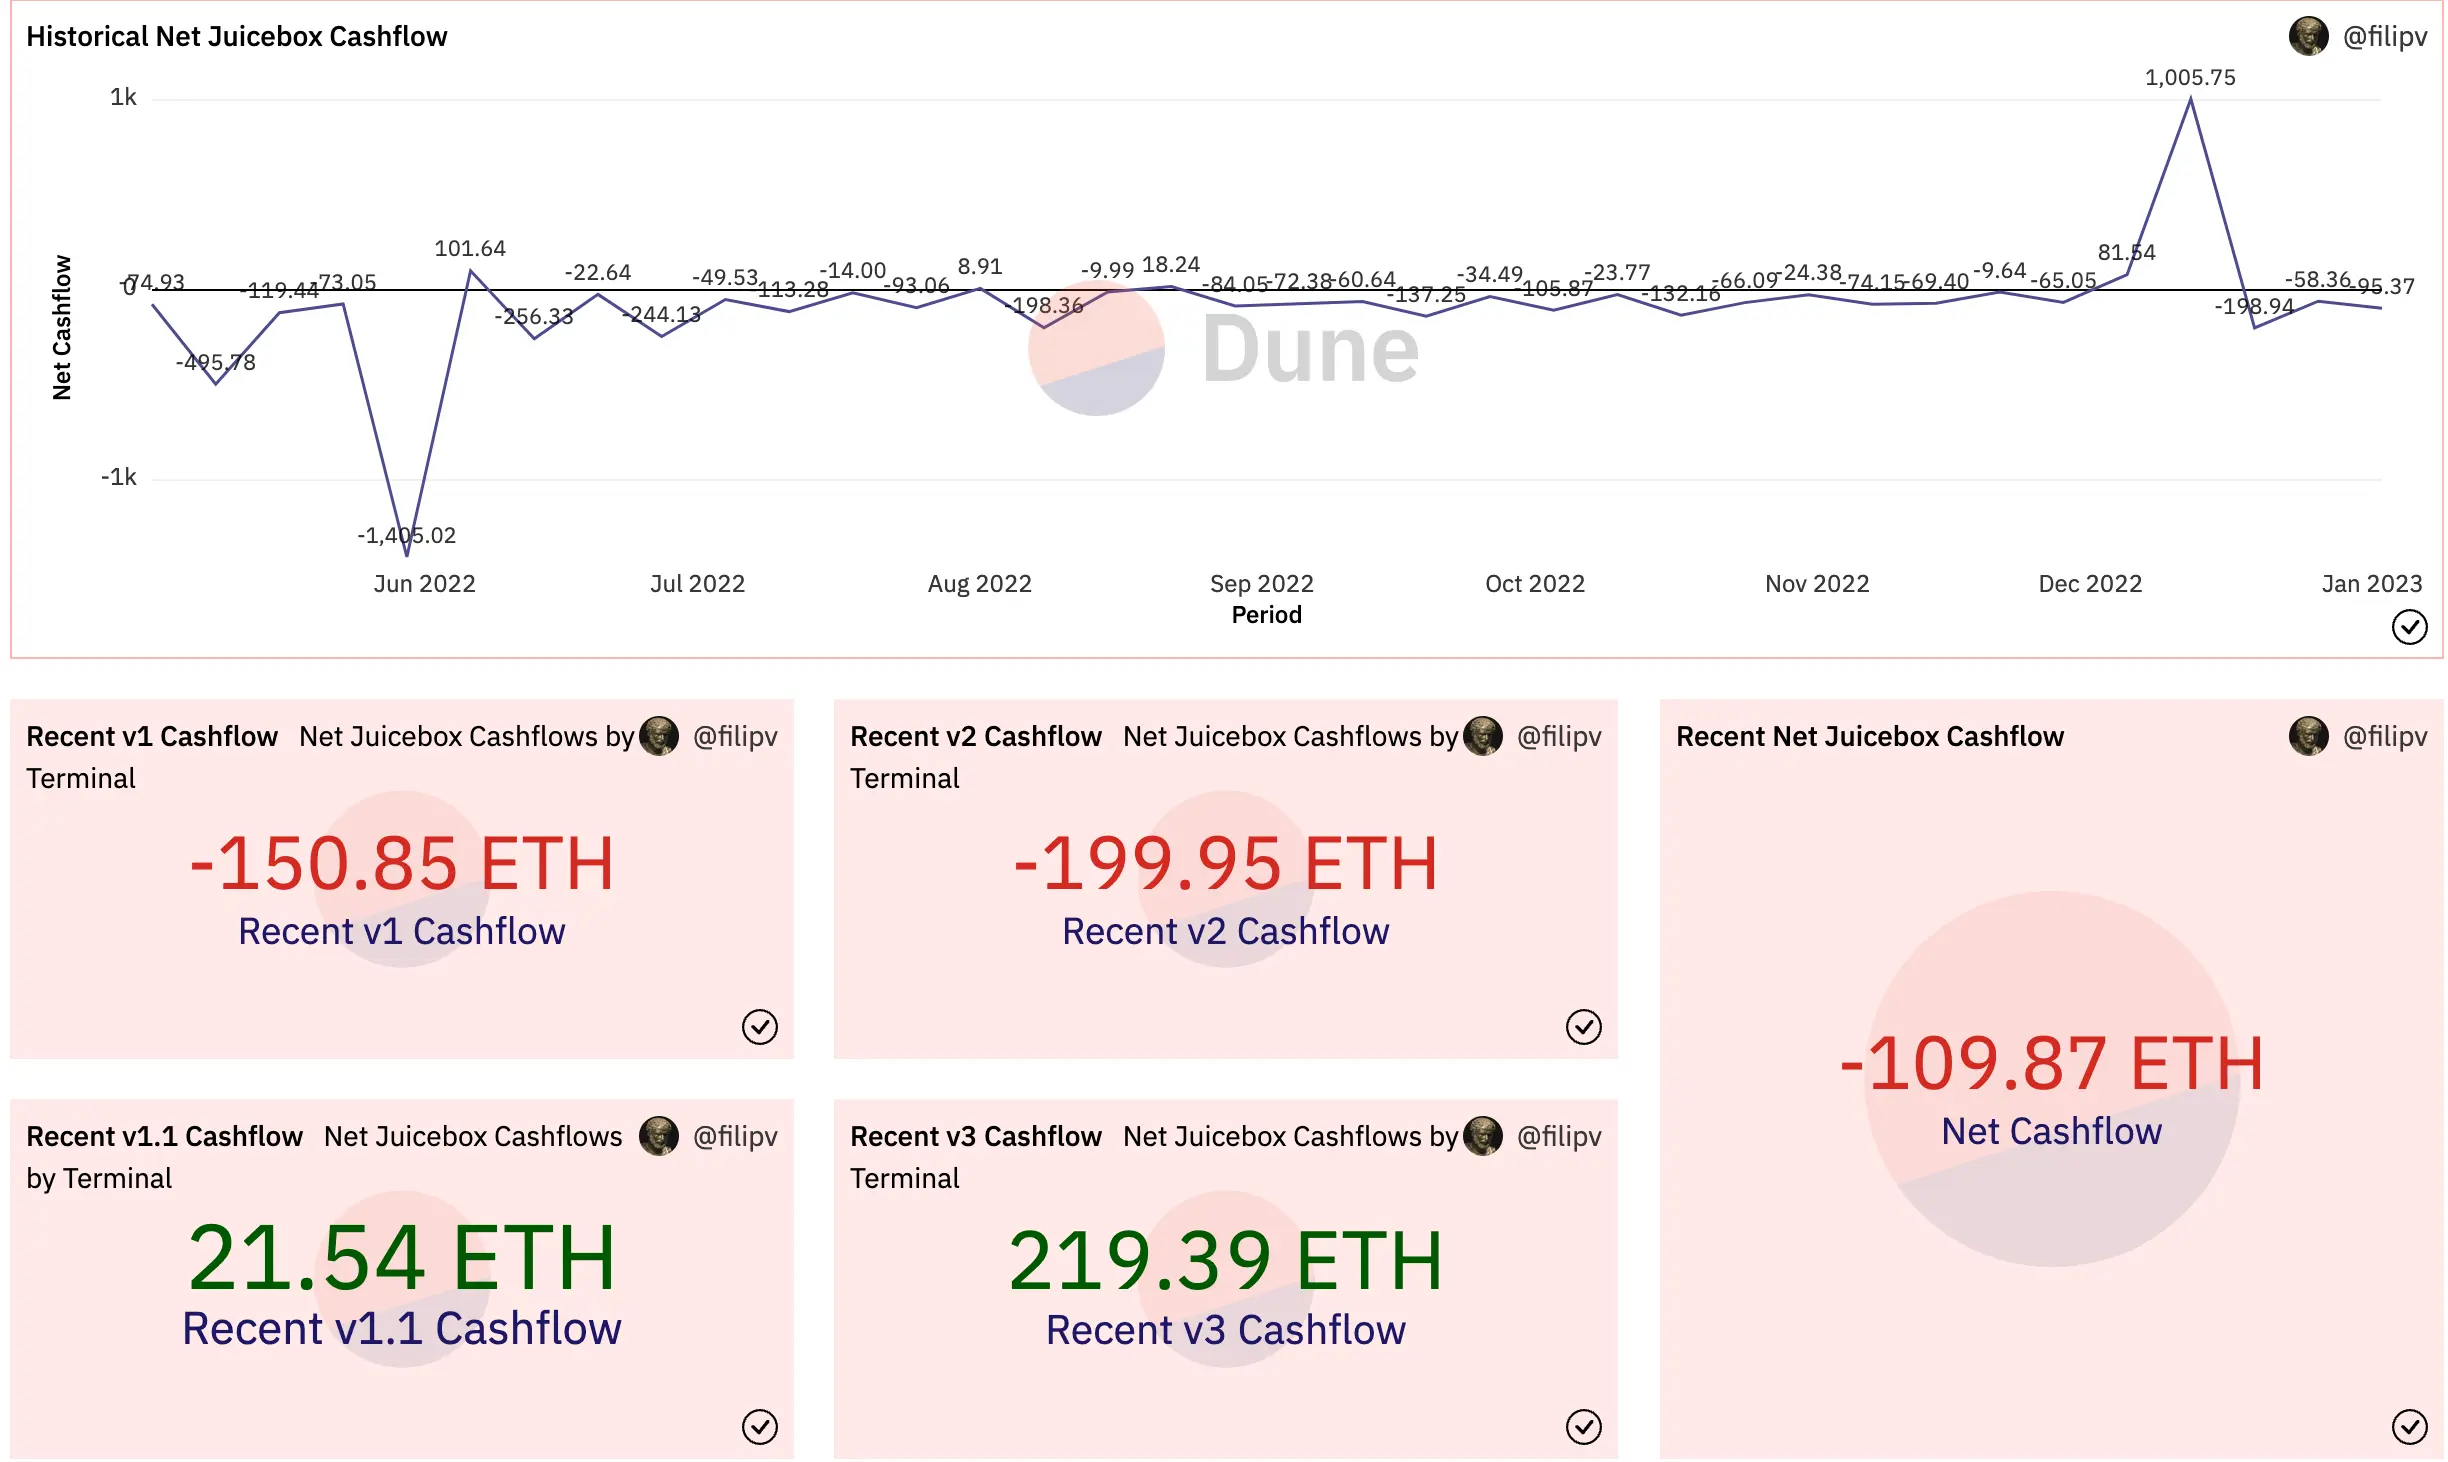 Historical Net Juicebox Cashflow @filipv
1k
0
-1k
Net Cashflow
-74.93
-495.78
-119.44
-73.05
-1,405.02
101.64
-256.33
-22.64
-244.13
-49.53
-113.28
-14.00
-93.06
8.91
-198.36
-9.99
18.24
-84.05
-72.38
-60.64
-137.25
-34.49
-105.87
-23.77
-132.16
-66.09
-24.38
-74.15
-69.40
-9.64
-65.05
81.54
1,005.75
-198.94
-58.36
-95.37
Dune
Jun 2022 Jul 2022 Aug 2022 Sep 2022 Oct 2022 Nov 2022 Dec 2022 Jan 2023
Period
Recent v1 Cashflow Net Juicebox Cashflows by @filipv
Terminal
-150.85 ETH
Recent v1 Cashflow
Recent v2 Cashflow Net Juicebox Cashflows by @filipv
Terminal
-199.95 ETH
Recent v2 Cashflow
Recent Net Juicebox Cashflow @filipv
-109.87 ETH
Net Cashflow
Recent v1.1 Cashflow Net Juicebox Cashflows @filipv
by Terminal
21.54 ETH
Recent v1.1 Cashflow
Recent v3 Cashflow Net Juicebox Cashflows by @filipv
Terminal
219.39 ETH
Recent v3 Cashflow